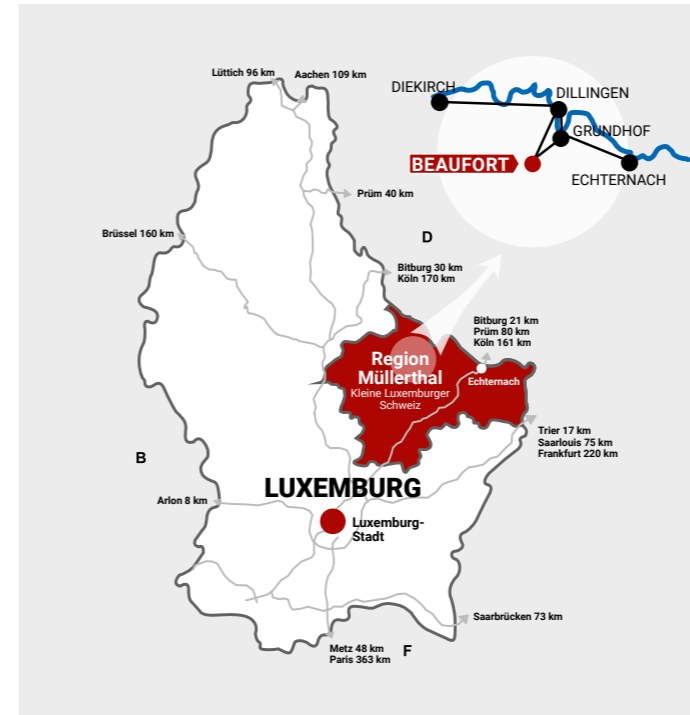 Lüttich 96 km
Aachen 109 km
DIEKIRCH
DILLINGEN
GRUNDHOF
BEAUFORT
ECHTERNACH
Prüm 40 km
Brüssel 160 km
D
Bitburg 30 km
Köln 170 km
Bitburg 21 km
Prüm 80 km
Köln 161 km
Region
Müllerthal
Kleine Luxemburger
Schweiz
Echternach
Trier 17 km
Saarlouis 75 km
Frankfurt 220 km
B
LUXEMBURG
Arlon 8 km
Luxemburg-
Stadt
Saarbrücken 73 km
Metz 48 km
Paris 363 km
F